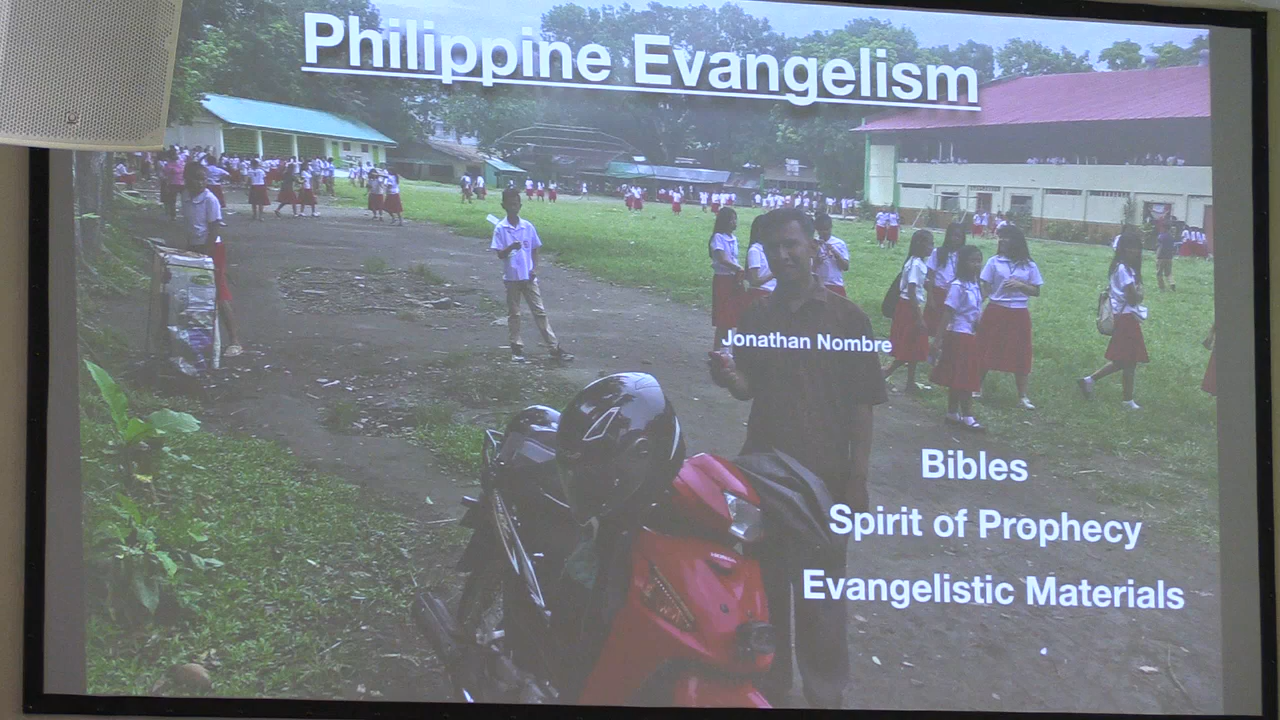 Philippine Evangelism
Jonathan Nombre
Bibles
Spirit of Prophecy
Evangelistic Materials